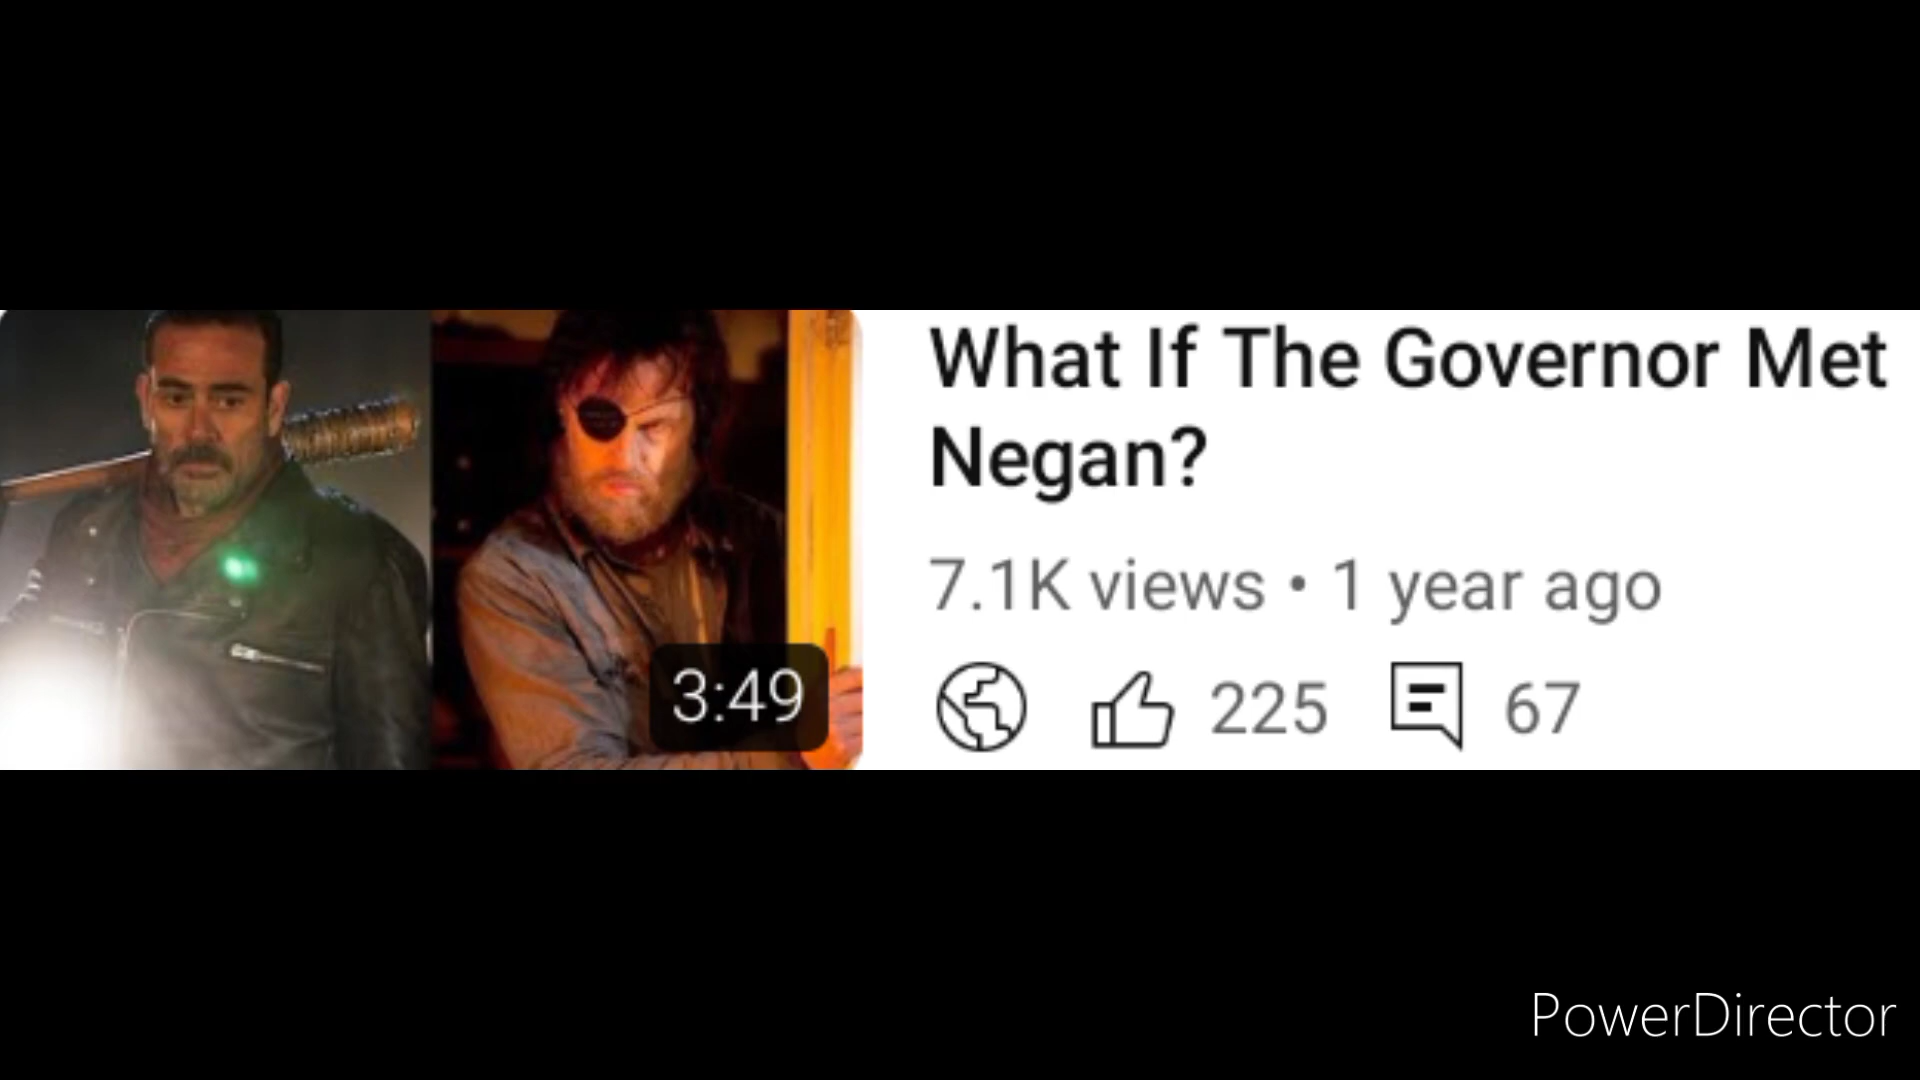 What If The Governor Met
Negan?
7.1K views • 1 year ago
225 67
3:49
PowerDirector